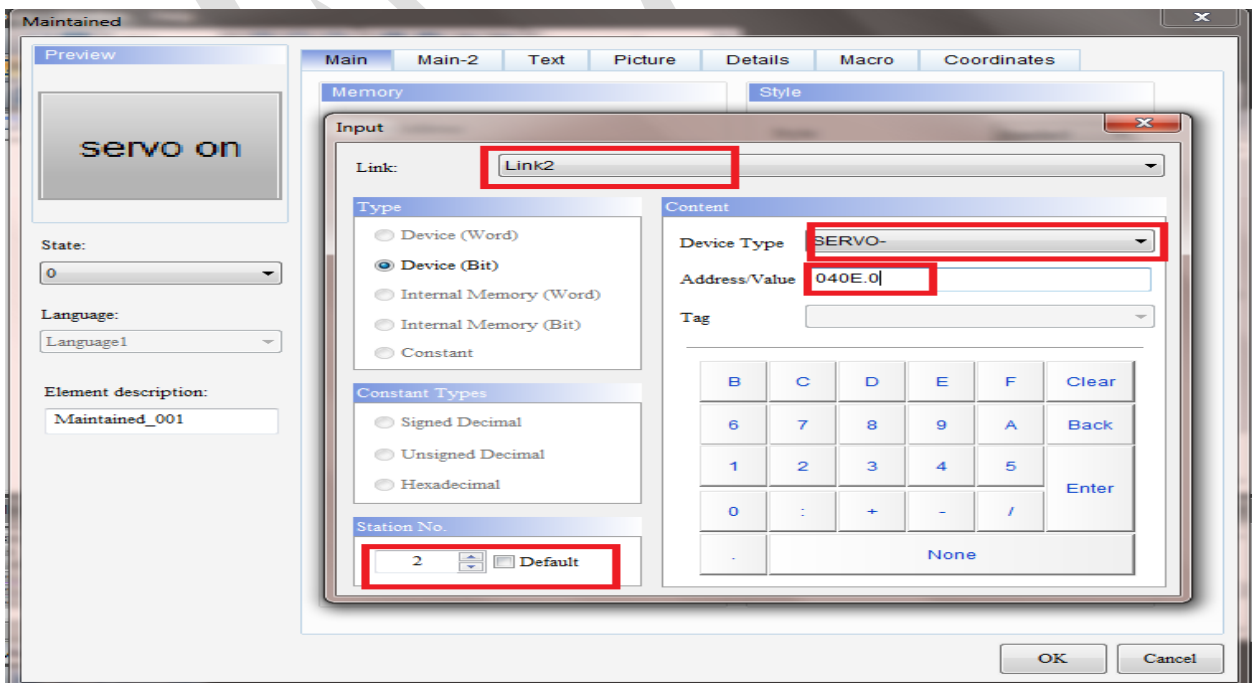 Maintained
Preview
servo on
State:
0
Language:
Language1
Element description:
Maintained_001
Main Main-2 Text Picture Details Macro Coordinates
Memory Style
Input
Link: Link2
Type
Device (Word)
Device (Bit)
Internal Memory (Word)
Internal Memory (Bit)
Constant
Constant Types
Signed Decimal
Unsigned Decimal
Hexadecimal
Station No.
2 Default
Content
Device Type SERVO-
Address/Value 040E.0
Tag
B C D E F Clear
6 7 8 9 A Back
1 2 3 4 5 Enter
0 : + - /
. None
OK Cancel